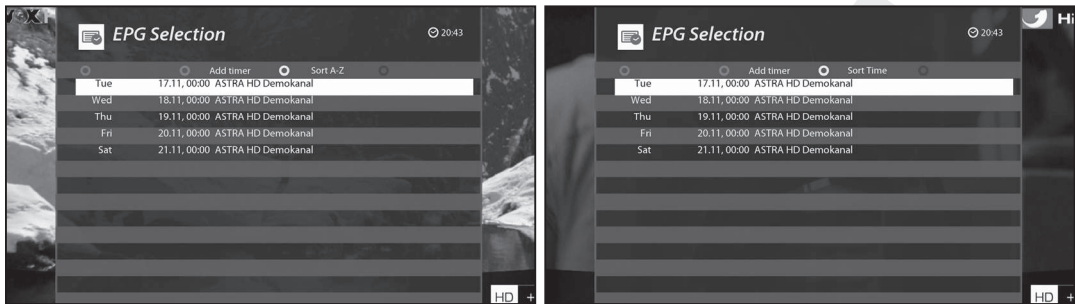 VOX
EPG Selection
20:43
Add timer Sort A-Z
Tue 17.11, 00:00 ASTRA HD Demokanal
Wed 18.11, 00:00 ASTRA HD Demokanal
Thu 19.11, 00:00 ASTRA HD Demokanal
Fri 20.11, 00:00 ASTRA HD Demokanal
Sat 21.11, 00:00 ASTRA HD Demokanal
HD +
Hi
EPG Selection
20:43
Add timer Sort Time
Tue 17.11, 00:00 ASTRA HD Demokanal
Wed 18.11, 00:00 ASTRA HD Demokanal
Thu 19.11, 00:00 ASTRA HD Demokanal
Fri 20.11, 00:00 ASTRA HD Demokanal
Sat 21.11, 00:00 ASTRA HD Demokanal
HD +